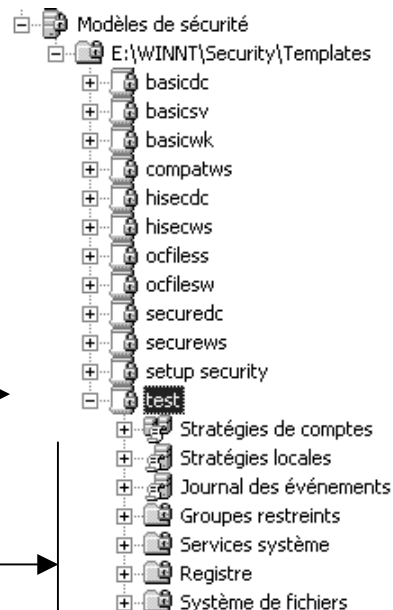 Modèles de sécurité
E:\WINNT\Security\Templates
basicdc
basicsv
basicwk
compatws
hisecdc
hisecws
ocfiless
ocfilesw
securedc
securews
setup security
test
Stratégies de comptes
Stratégies locales
Journal des événements
Groupes restreints
Services système
Registre
Système de fichiers